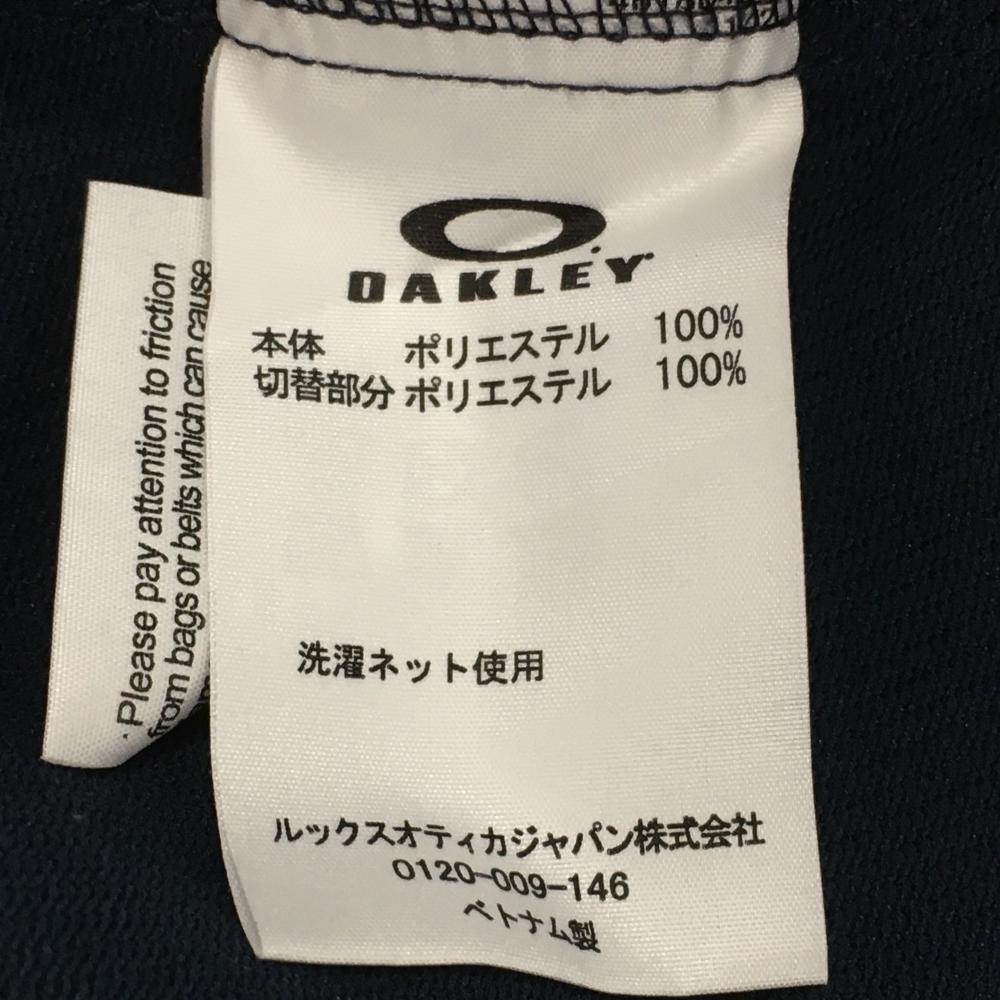 OAKLEY
本体 ポリエステル 100%
切替部分 ポリエステル 100%
洗濯ネット使用
ルックスオティカジャパン株式会社
0120-009-146
ベトナム製
・Please pay attention to friction
from bags or belts which can cause